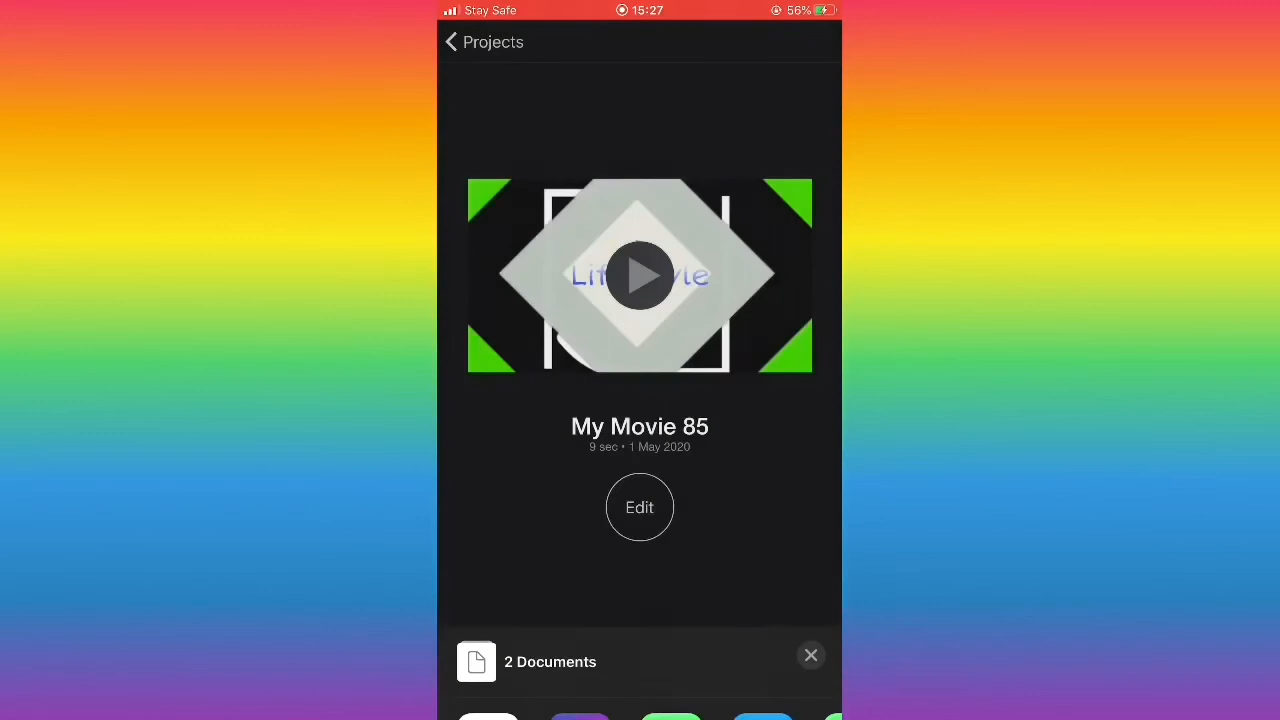 Stay Safe 15:27 56%
Projects
My Movie 85
9 sec • 1 May 2020
Edit
2 Documents